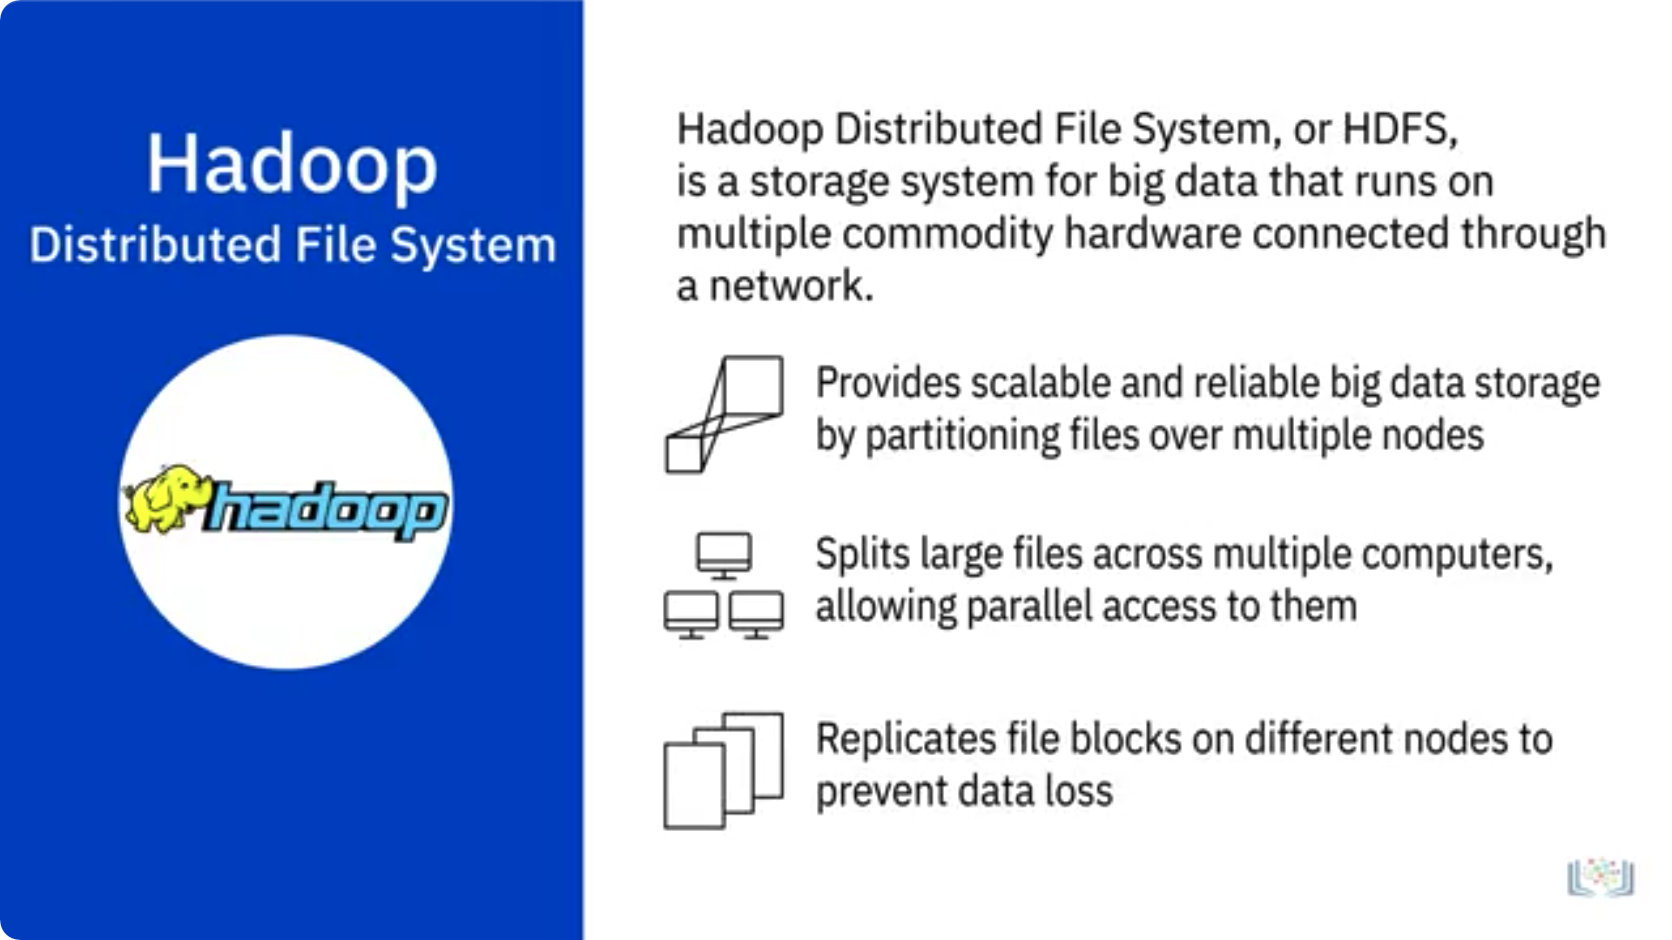 Hadoop
Distributed File System
hadoop
Hadoop Distributed File System, or HDFS,
is a storage system for big data that runs on
multiple commodity hardware connected through
a network.
Provides scalable and reliable big data storage
by partitioning files over multiple nodes
Splits large files across multiple computers,
allowing parallel access to them
Replicates file blocks on different nodes to
prevent data loss